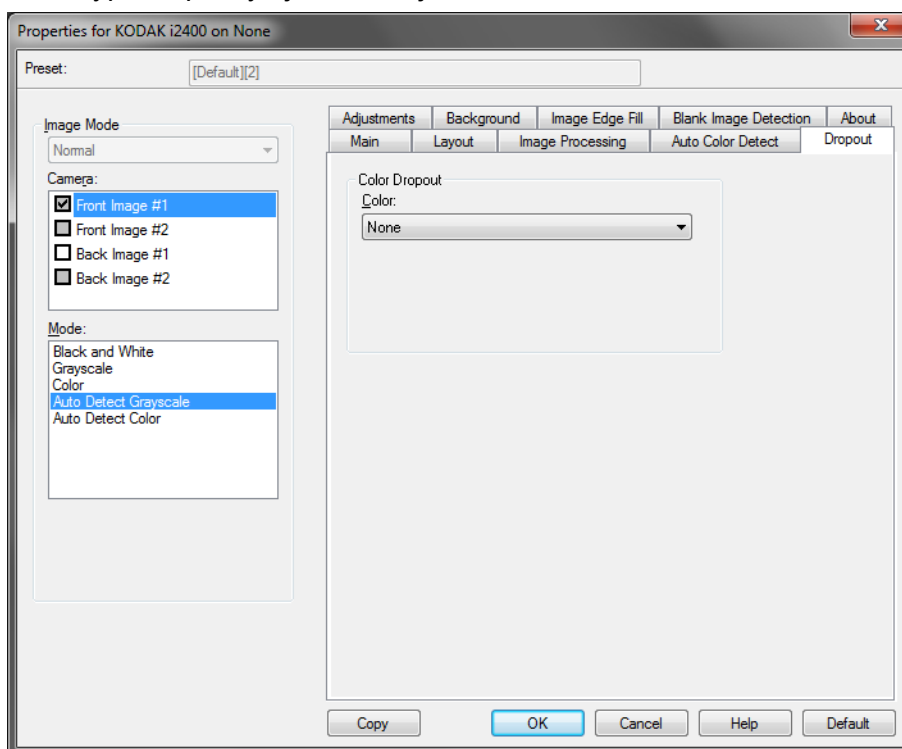 Properties for KODAK i2400 on None
Preset: [Default][2]
Image Mode
Normal
Camera:
Front Image #1
Front Image #2
Back Image #1
Back Image #2
Mode:
Black and White
Grayscale
Color
Auto Detect Grayscale
Auto Detect Color
Adjustments Background Image Edge Fill Blank Image Detection About
Main Layout Image Processing Auto Color Detect Dropout
Color Dropout
Color:
None
Copy OK Cancel Help Default